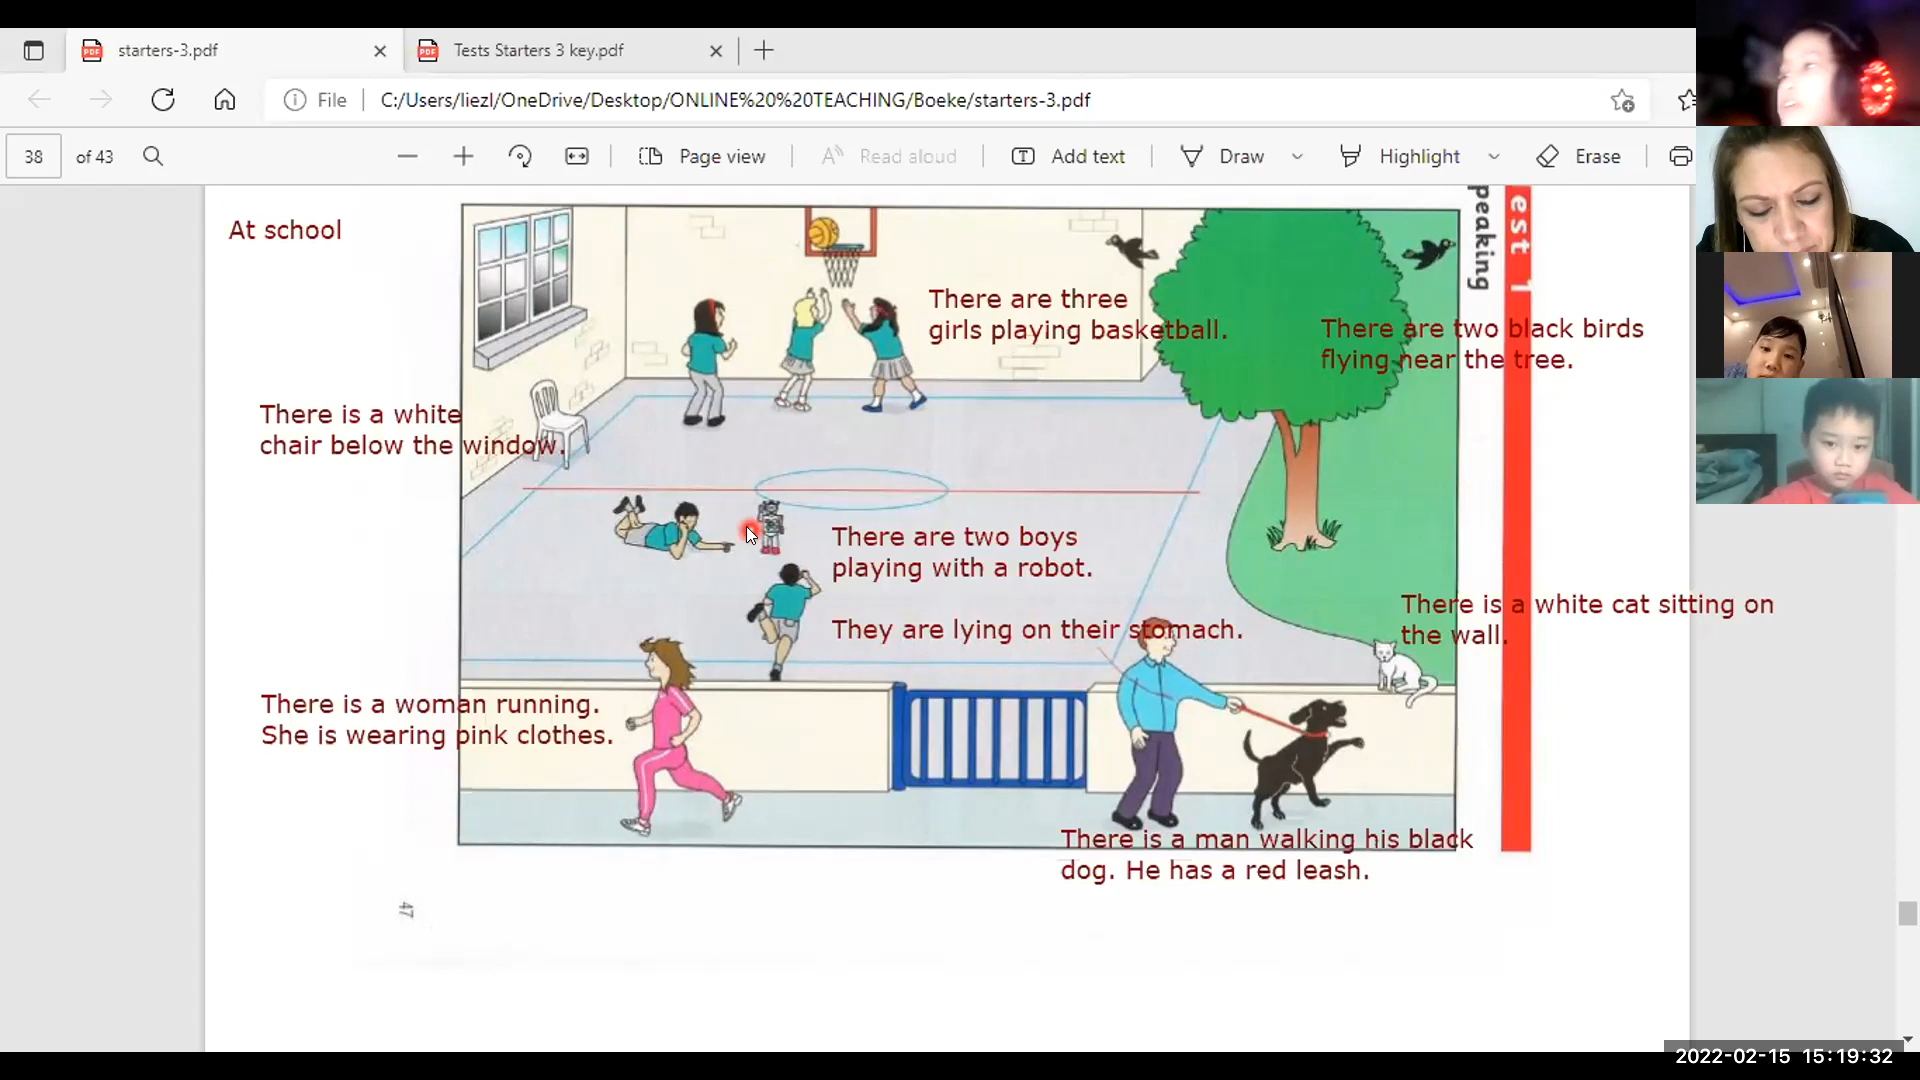 starters-3.pdf
Tests Starters 3 key.pdf
File
C:/Users/liezl/OneDrive/Desktop/ONLINE%20%20TEACHING/Boeke/starters-3.pdf
38 of 43
Page view
Read aloud
Add text
Draw
Highlight
Erase
At school
est 1
peaking
There are three
girls playing basketball.
There are two black birds
flying near the tree.
There is a white
chair below the window.
There are two boys
playing with a robot.
They are lying on their stomach.
There is a white cat sitting on
the wall.
There is a woman running.
She is wearing pink clothes.
There is a man walking his black
dog. He has a red leash.
47
2022-02-15 15:19:32